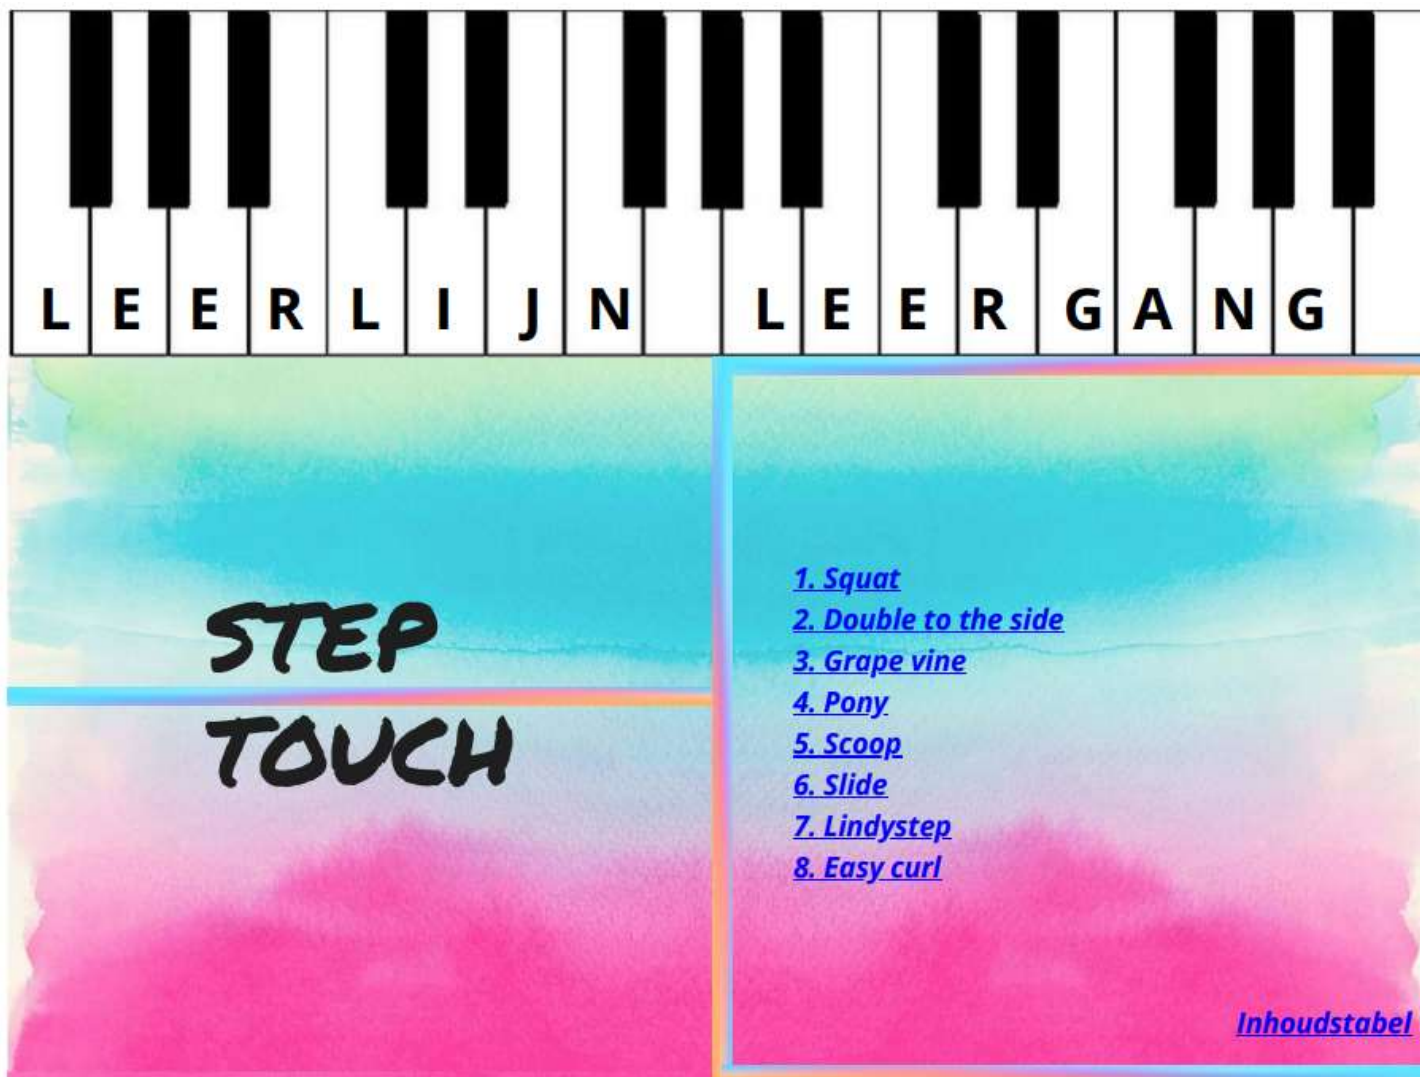 LEERLIJN LEERGANG
STEP
TOUCH
1. Squat
2. Double to the side
3. Grape vine
4. Pony
5. Scoop
6. Slide
7. Lindystep
8. Easy curl
Inhoudstabel